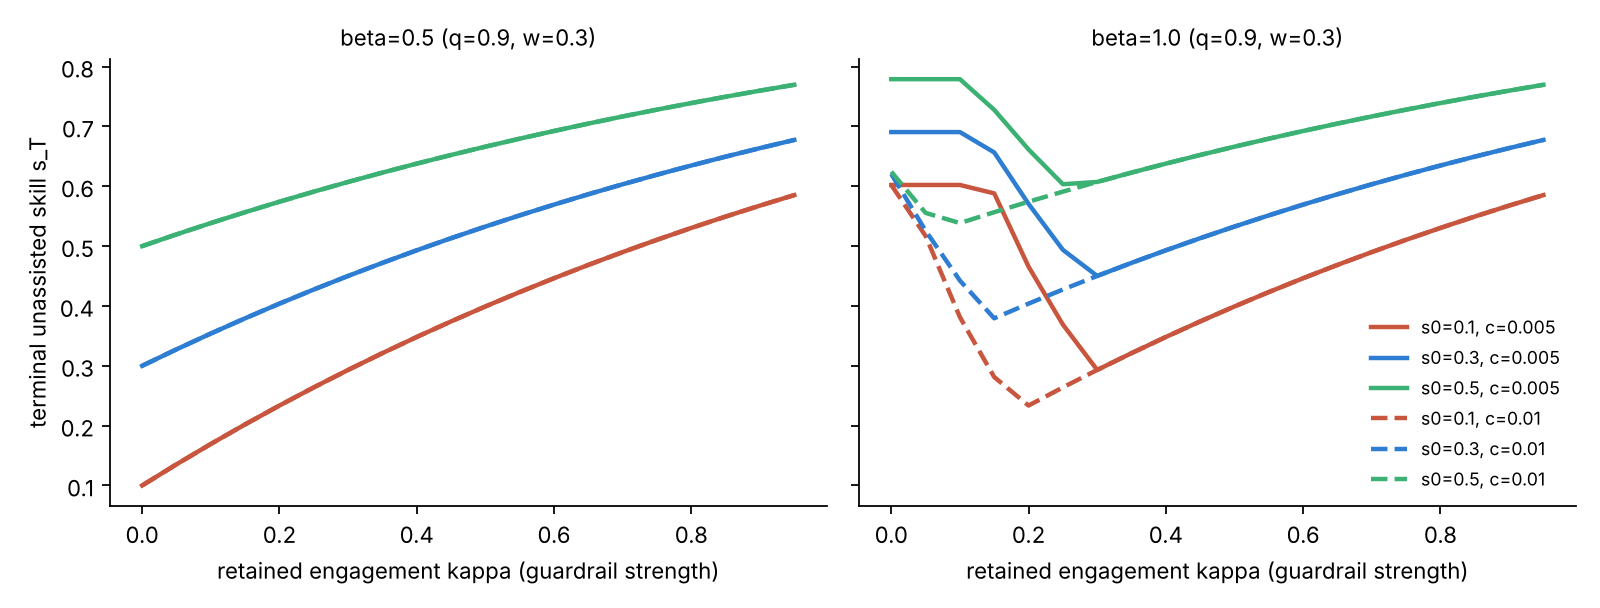 beta=0.5 (q=0.9, w=0.3)
terminal unassisted skill s_T
0.8
0.7
0.6
0.5
0.4
0.3
0.2
0.1
0.0 0.2 0.4 0.6 0.8
retained engagement kappa (guardrail strength)
beta=1.0 (q=0.9, w=0.3)
s0=0.1, c=0.005
s0=0.3, c=0.005
s0=0.5, c=0.005
s0=0.1, c=0.01
s0=0.3, c=0.01
s0=0.5, c=0.01
0.0 0.2 0.4 0.6 0.8
retained engagement kappa (guardrail strength)